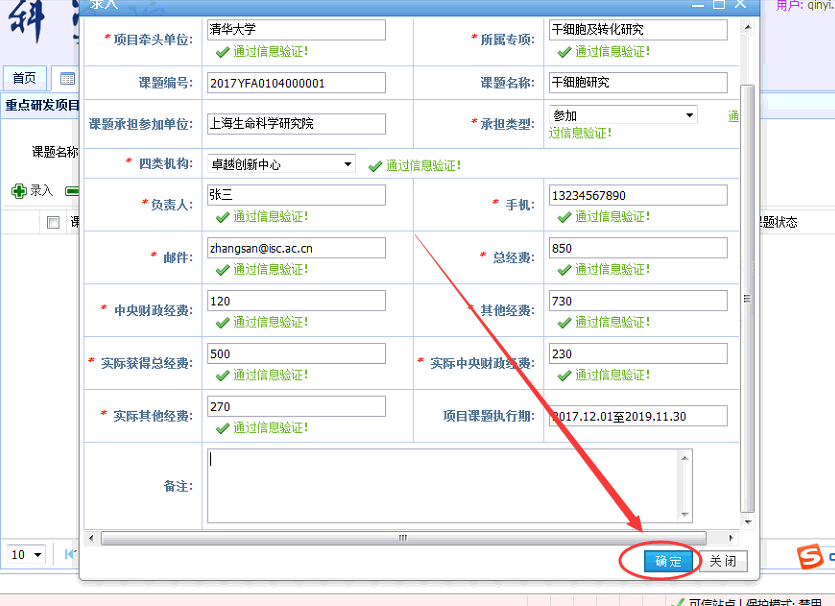 科
录入
用户: qinyi.
首页
重点研发项目
课题名称
录入
课
题状态
* 项目牵头单位: 清华大学
通过信息验证!
* 所属专项: 干细胞及转化研究
通过信息验证!
课题编号: 2017YFA0104000001
课题名称: 干细胞研究
课题承担参加单位: 上海生命科学研究院
* 承担类型: 参加
通过信息验证!
* 四类机构: 卓越创新中心
通过信息验证!
* 负责人: 张三
通过信息验证!
* 手机: 13234567890
通过信息验证!
* 邮件: zhangsan@isc.ac.cn
通过信息验证!
* 总经费: 850
通过信息验证!
* 中央财政经费: 120
通过信息验证!
* 其他经费: 730
通过信息验证!
* 实际获得总经费: 500
通过信息验证!
* 实际中央财政经费: 230
通过信息验证!
* 实际其他经费: 270
通过信息验证!
项目课题执行期: 2017.12.01至2019.11.30
备注:
确定
关闭
10
可信站点 | 保护模式: 禁用